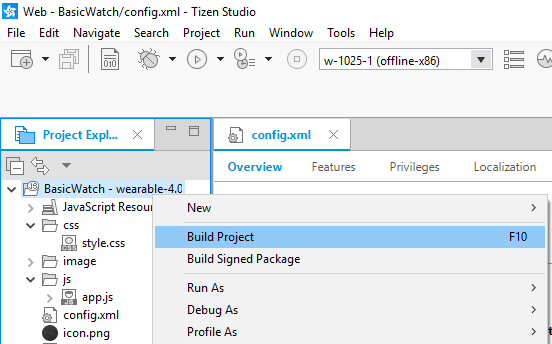 Web - BasicWatch/config.xml - Tizen Studio
File Edit Navigate Search Project Run Window Tools Help
010
w-1025-1 (offline-x86)
Project Expl...
config.xml
Overview Features Privileges Localization
BasicWatch - wearable-4.0
JavaScript Resour
css
style.css
image
js
JS app.js
config.xml
icon.png
New
Build Project F10
Build Signed Package
Run As
Debug As
Profile As